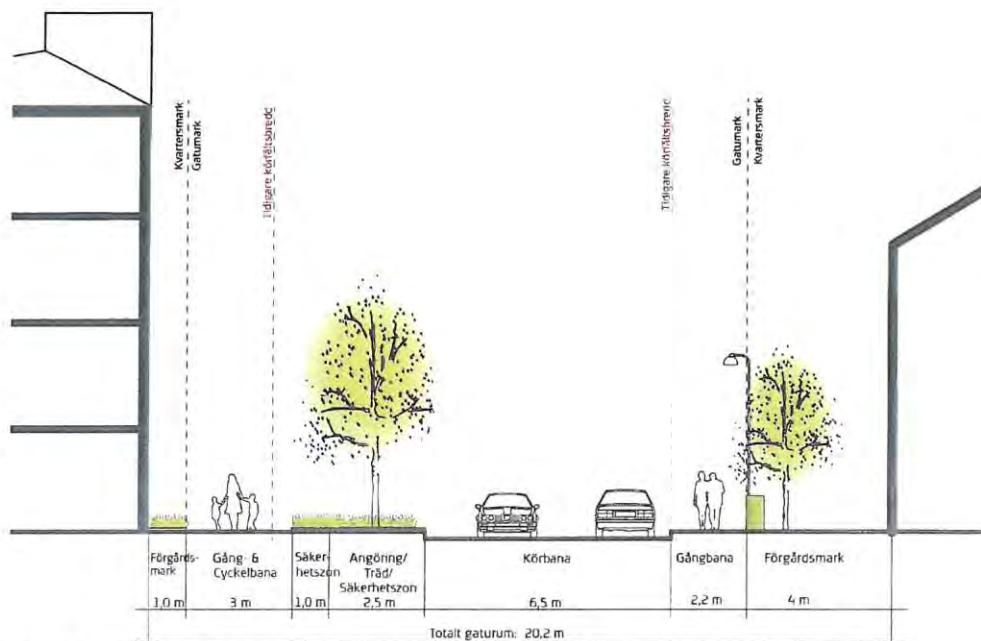 Kvartersmark
Gatumark
Tidigare körfältsbredd
Tidigare körfältsbredd
Gatumark
Kvartersmark
Förgårds-
mark
1,0 m
Gång- &
Cyckelbana
3 m
Säker-
hetszon
1,0 m
Angöring/
Träd/
Säkerhetszon
2,5 m
Körbana
6,5 m
Gångbana
2,2 m
Förgårdsmark
4 m
Totalt gaturum: 20,2 m